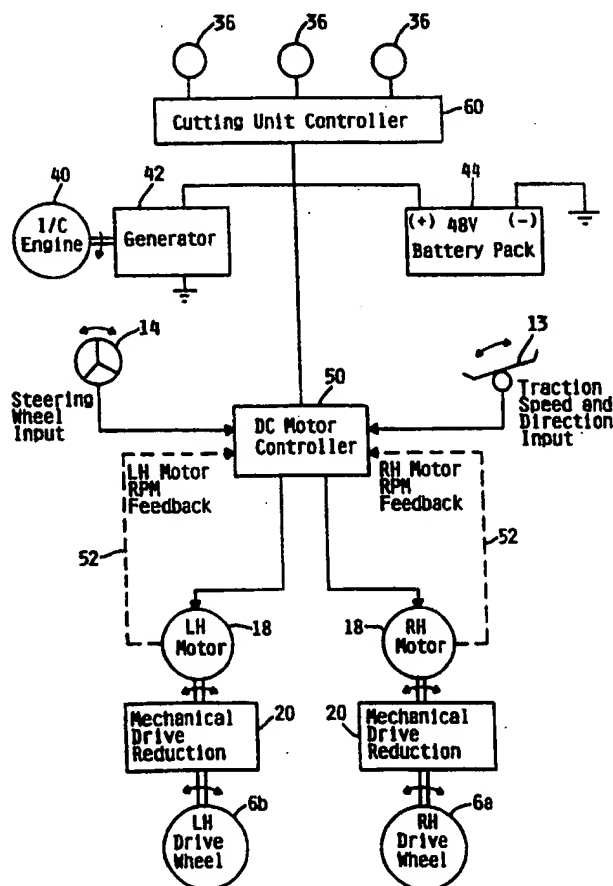 36
36
36
Cutting Unit Controller
60
40
42
44
I/C
Engine
Generator
(+) 48V (-)
Battery Pack
14
13
Steering
Wheel
Input
50
DC Motor
Controller
Traction
Speed and
Direction
Input
LH Motor
RPM
Feedback
RH Motor
RPM
Feedback
52
52
LH
Motor
18
18
RH
Motor
Mechanical
Drive
Reduction
20
20
Mechanical
Drive
Reduction
6b
LH
Drive
Wheel
6a
RH
Drive
Wheel